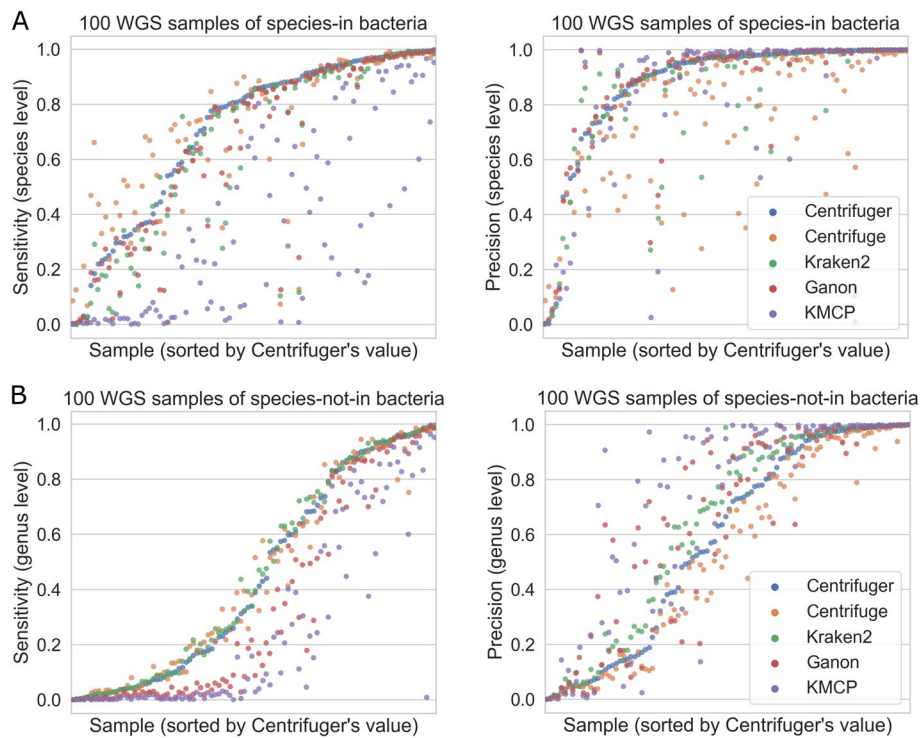 A
100 WGS samples of species-in bacteria
1.0
0.8
0.6
0.4
0.2
0.0
Sensitivity (species level)
Sample (sorted by Centrifuger's value)
100 WGS samples of species-in bacteria
1.0
0.8
0.6
0.4
0.2
0.0
Precision (species level)
Centrifuger
Centrifuge
Kraken2
Ganon
KMCP
Sample (sorted by Centrifuger's value)
B
100 WGS samples of species-not-in bacteria
1.0
0.8
0.6
0.4
0.2
0.0
Sensitivity (genus level)
Sample (sorted by Centrifuger's value)
100 WGS samples of species-not-in bacteria
1.0
0.8
0.6
0.4
0.2
0.0
Precision (genus level)
Centrifuger
Centrifuge
Kraken2
Ganon
KMCP
Sample (sorted by Centrifuger's value)